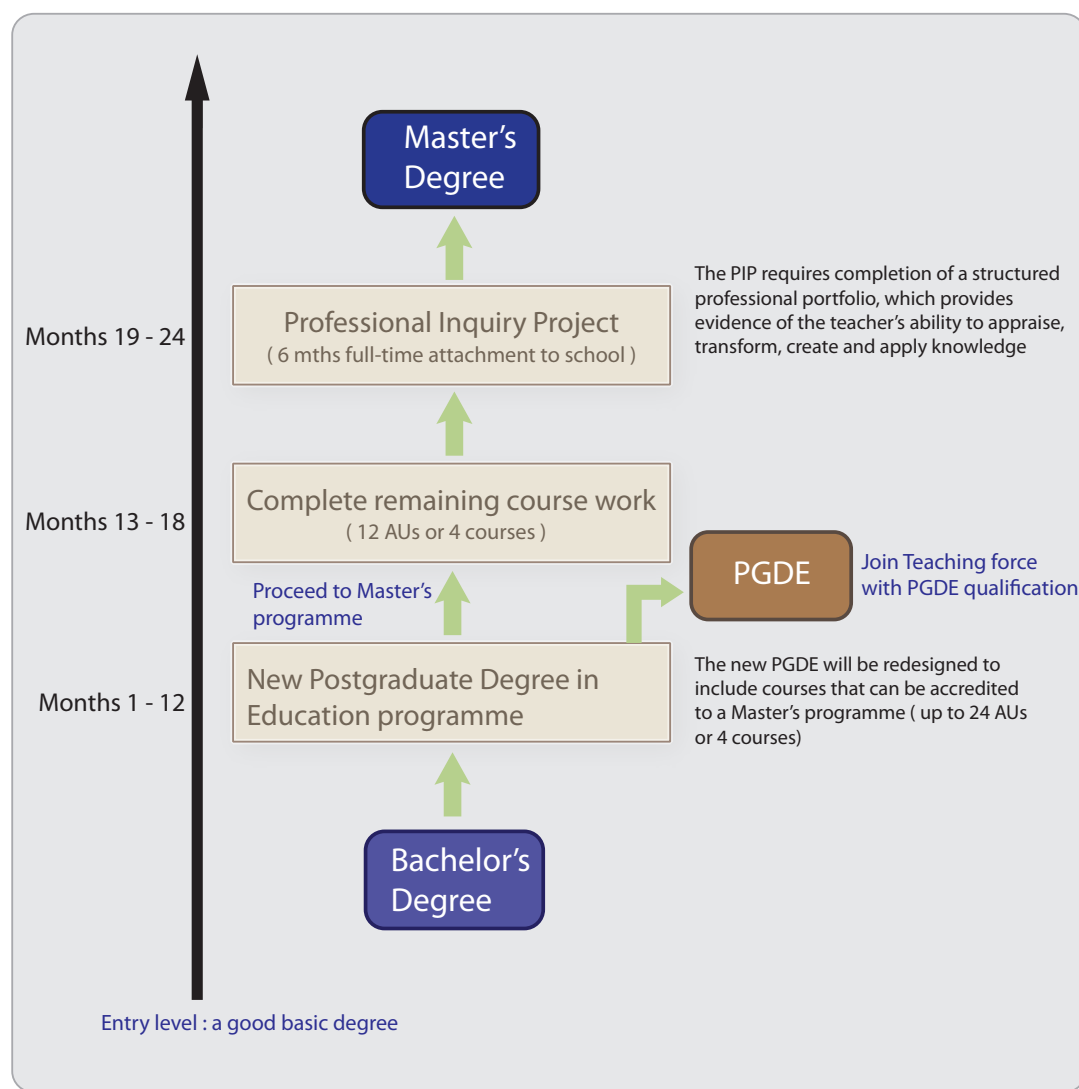 Master's
Degree
Months 19 - 24
Professional Inquiry Project
( 6 mths full-time attachment to school )
The PIP requires completion of a structured
professional portfolio, which provides
evidence of the teacher's ability to appraise,
transform, create and apply knowledge
Months 13 - 18
Complete remaining course work
( 12 AUs or 4 courses )
Proceed to Master's
programme
PGDE
Join Teaching force
with PGDE qualification
Months 1 - 12
New Postgraduate Degree in
Education programme
The new PGDE will be redesigned to
include courses that can be accredited
to a Master's programme ( up to 24 AUs
or 4 courses)
Bachelor's
Degree
Entry level : a good basic degree